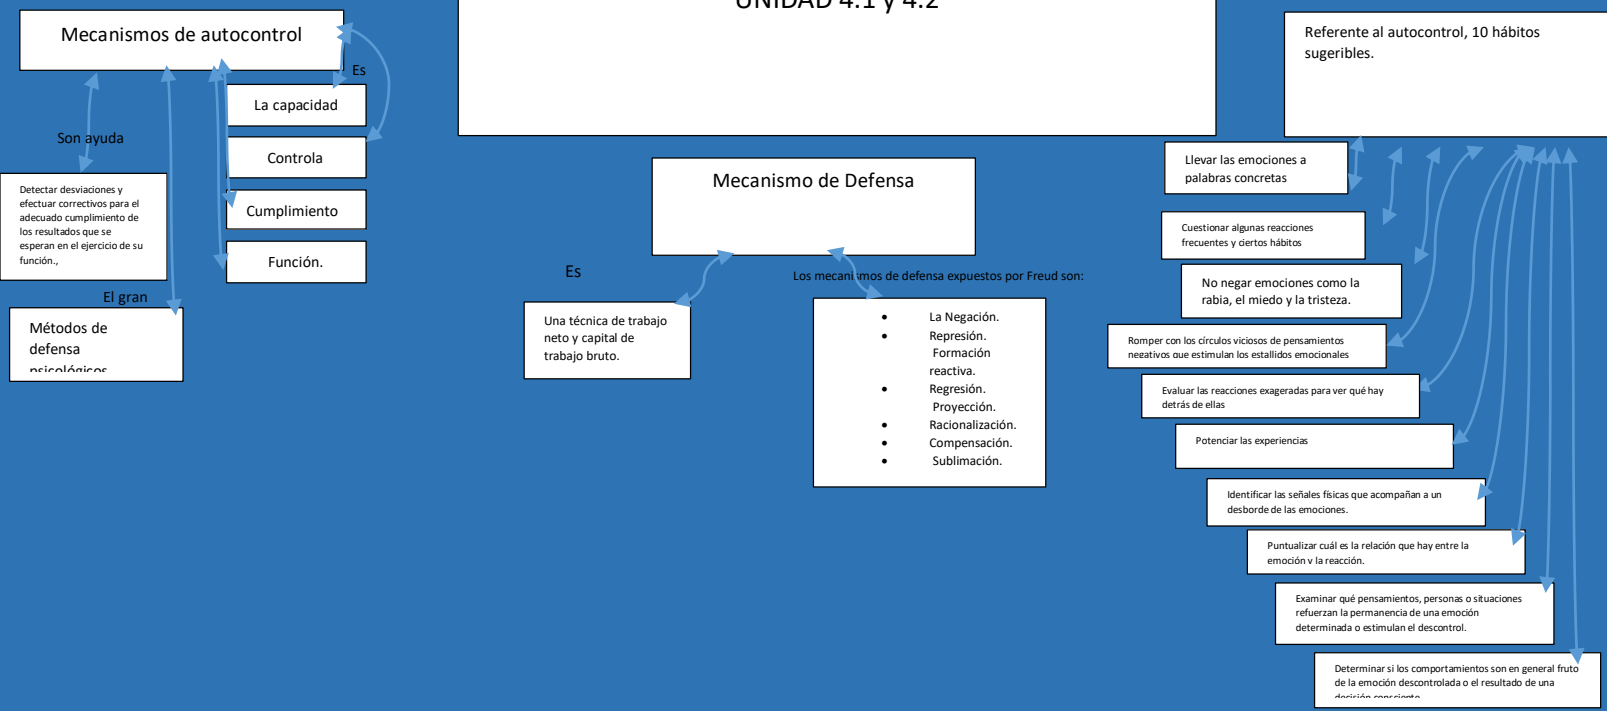 UNIDAD 4.1 y 4.2
Mecanismos de autocontrol
Es
La capacidad
Controla
Cumplimiento
Función.
Son ayuda
Detectar desviaciones y
efectuar correctivos para el
adecuado cumplimiento de
los resultados que se
esperan en el ejercicio de su
función.,
El gran
Métodos de
defensa
psicológicos
Mecanismo de Defensa
Es
Una técnica de trabajo
neto y capital de
trabajo bruto.
Los mecanismos de defensa expuestos por Freud son:
• La Negación.
• Represión.
Formación
reactiva.
• Regresión.
Proyección.
• Racionalización.
• Compensación.
• Sublimación.
Referente al autocontrol, 10 hábitos
sugeribles.
Llevar las emociones a
palabras concretas
Cuestionar algunas reacciones
frecuentes y ciertos hábitos
No negar emociones como la
rabia, el miedo y la tristeza.
Romper con los círculos viciosos de pensamientos
negativos que estimulan los estallidos emocionales
Evaluar las reacciones exageradas para ver qué hay
detrás de ellas
Potenciar las experiencias
Identificar las señales físicas que acompañan a un
desborde de las emociones.
Puntualizar cuál es la relación que hay entre la
emoción y la reacción.
Examinar qué pensamientos, personas o situaciones
refuerzan la permanencia de una emoción
determinada o estimulan el descontrol.
Determinar si los comportamientos son en general fruto
de la emoción descontrolada o el resultado de una
decisión consciente